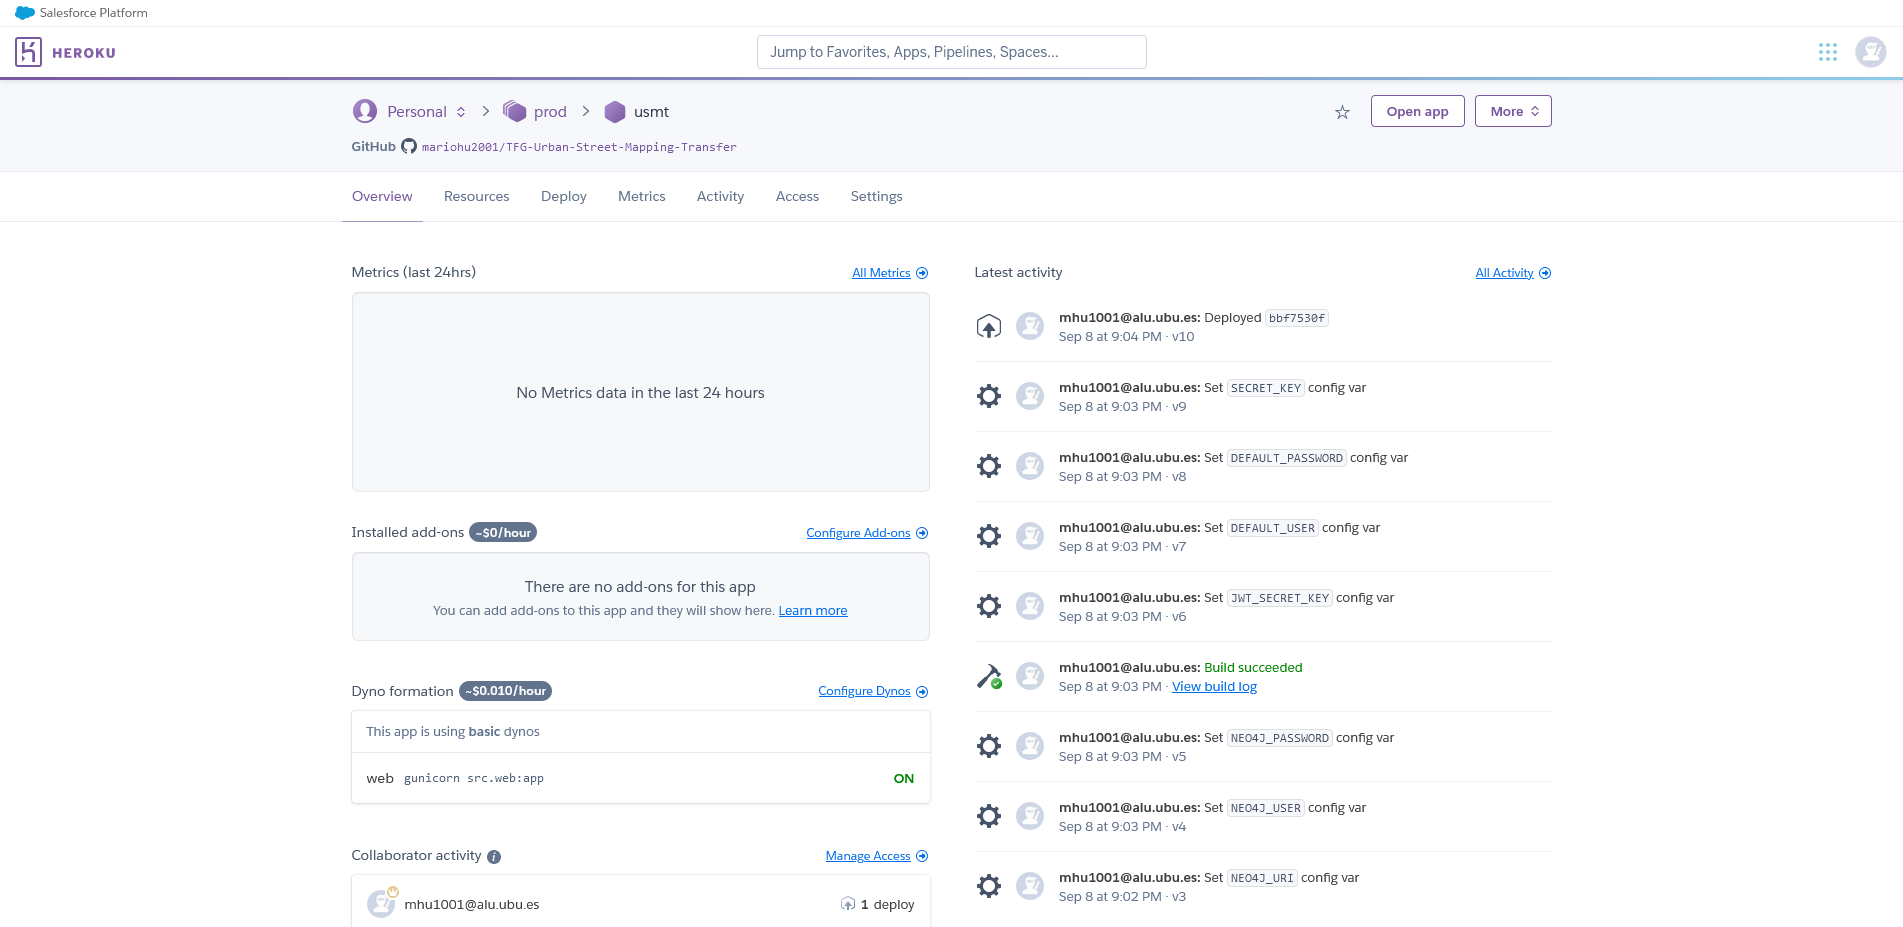 Salesforce Platform
HEROKU
Jump to Favorites, Apps, Pipelines, Spaces...
Personal
prod
usmt
Open app
More
GitHub mariohu2001/TFG-Urban-Street-Mapping-Transfer
Overview
Resources
Deploy
Metrics
Activity
Access
Settings
Metrics (last 24hrs)
All Metrics
No Metrics data in the last 24 hours
Installed add-ons ~$0/hour
Configure Add-ons
There are no add-ons for this app
You can add add-ons to this app and they will show here. Learn more
Dyno formation ~$0.010/hour
Configure Dynos
This app is using basic dynos
web gunicorn src.web:app
ON
Collaborator activity i
Manage Access
mhu1001@alu.ubu.es
1 deploy
Latest activity
All Activity
mhu1001@alu.ubu.es: Deployed bbf7530f
Sep 8 at 9:04 PM · v10
mhu1001@alu.ubu.es: Set SECRET_KEY config var
Sep 8 at 9:03 PM · v9
mhu1001@alu.ubu.es: Set DEFAULT_PASSWORD config var
Sep 8 at 9:03 PM · v8
mhu1001@alu.ubu.es: Set DEFAULT_USER config var
Sep 8 at 9:03 PM · v7
mhu1001@alu.ubu.es: Set JWT_SECRET_KEY config var
Sep 8 at 9:03 PM · v6
mhu1001@alu.ubu.es: Build succeeded
Sep 8 at 9:03 PM · View build log
mhu1001@alu.ubu.es: Set NEO4J_PASSWORD config var
Sep 8 at 9:03 PM · v5
mhu1001@alu.ubu.es: Set NEO4J_USER config var
Sep 8 at 9:03 PM · v4
mhu1001@alu.ubu.es: Set NEO4J_URI config var
Sep 8 at 9:02 PM · v3